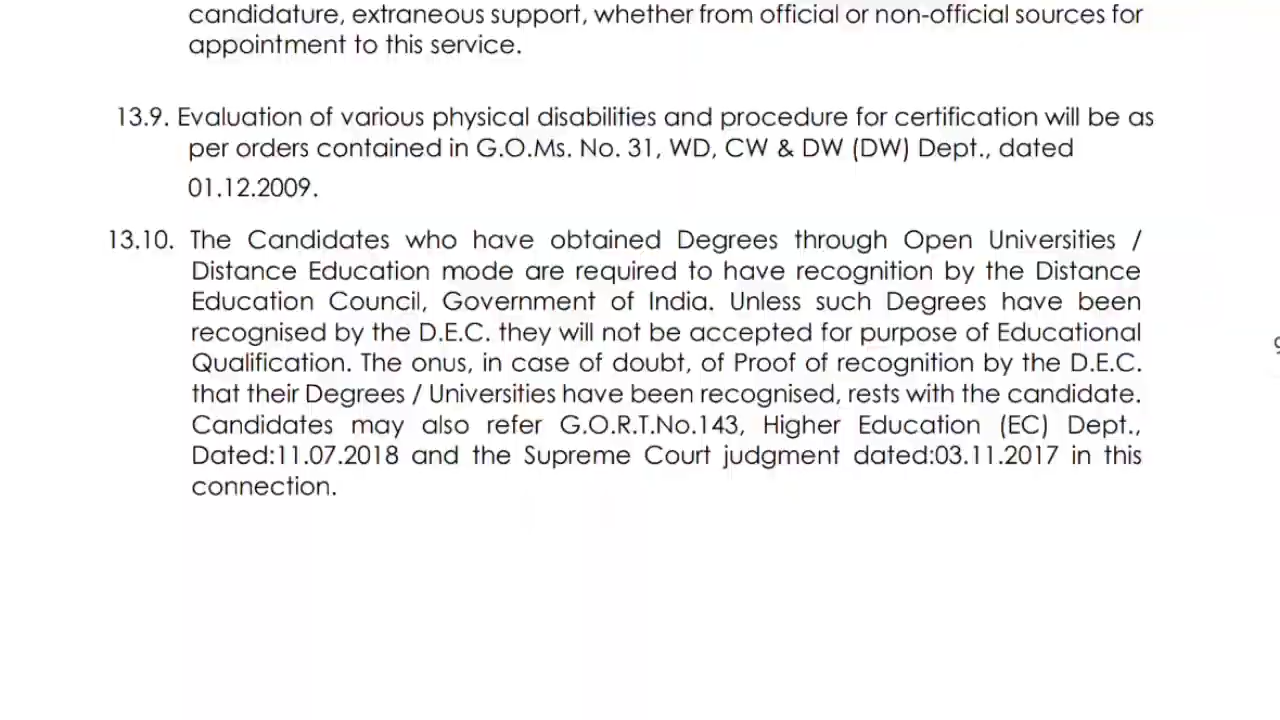 candidature, extraneous support, whether from official or non-official sources for
appointment to this service.
13.9. Evaluation of various physical disabilities and procedure for certification will be as
per orders contained in G.O.Ms. No. 31, WD, CW & DW (DW) Dept., dated
01.12.2009.
13.10. The Candidates who have obtained Degrees through Open Universities /
Distance Education mode are required to have recognition by the Distance
Education Council, Government of India. Unless such Degrees have been
recognised by the D.E.C. they will not be accepted for purpose of Educational
Qualification. The onus, in case of doubt, of Proof of recognition by the D.E.C.
that their Degrees / Universities have been recognised, rests with the candidate.
Candidates may also refer G.O.R.T.No.143, Higher Education (EC) Dept.,
Dated:11.07.2018 and the Supreme Court judgment dated:03.11.2017 in this
connection.